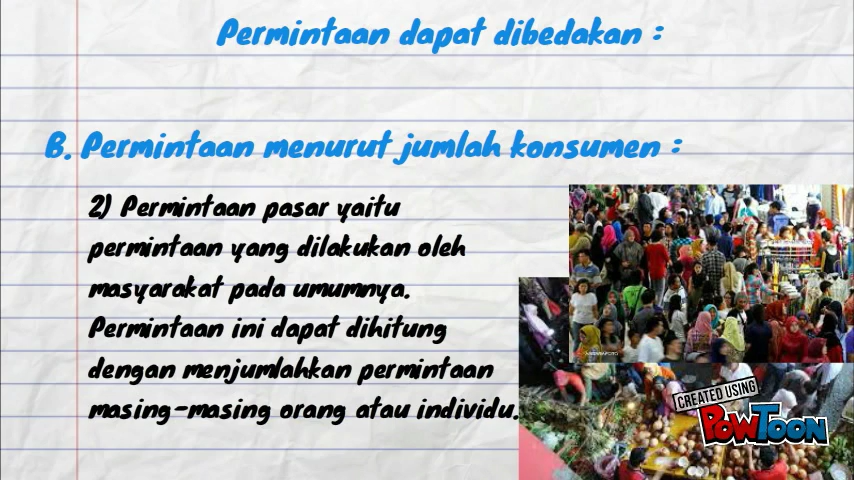 Permintaan dapat dibedakan :
B. Permintaan menurut jumlah konsumen :
2) Permintaan pasar yaitu
permintaan yang dilakukan oleh
masyarakat pada umumnya.
Permintaan ini dapat dihitung
dengan menjumlahkan permintaan
masing-masing orang atau individu.
CREATED USING
POWTOON